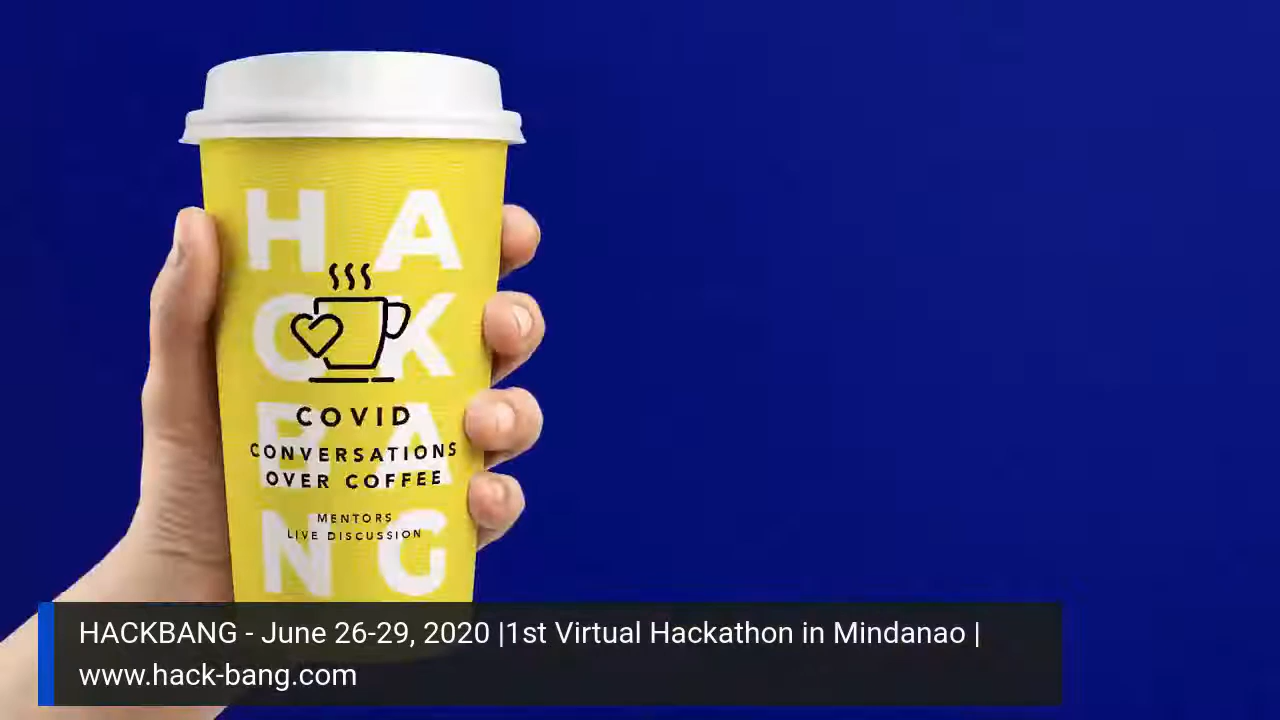 HA
CK
BA
NG
COVID
CONVERSATIONS
OVER COFFEE
MENTORS
LIVE DISCUSSION
HACKBANG - June 26-29, 2020 |1st Virtual Hackathon in Mindanao |
www.hack-bang.com